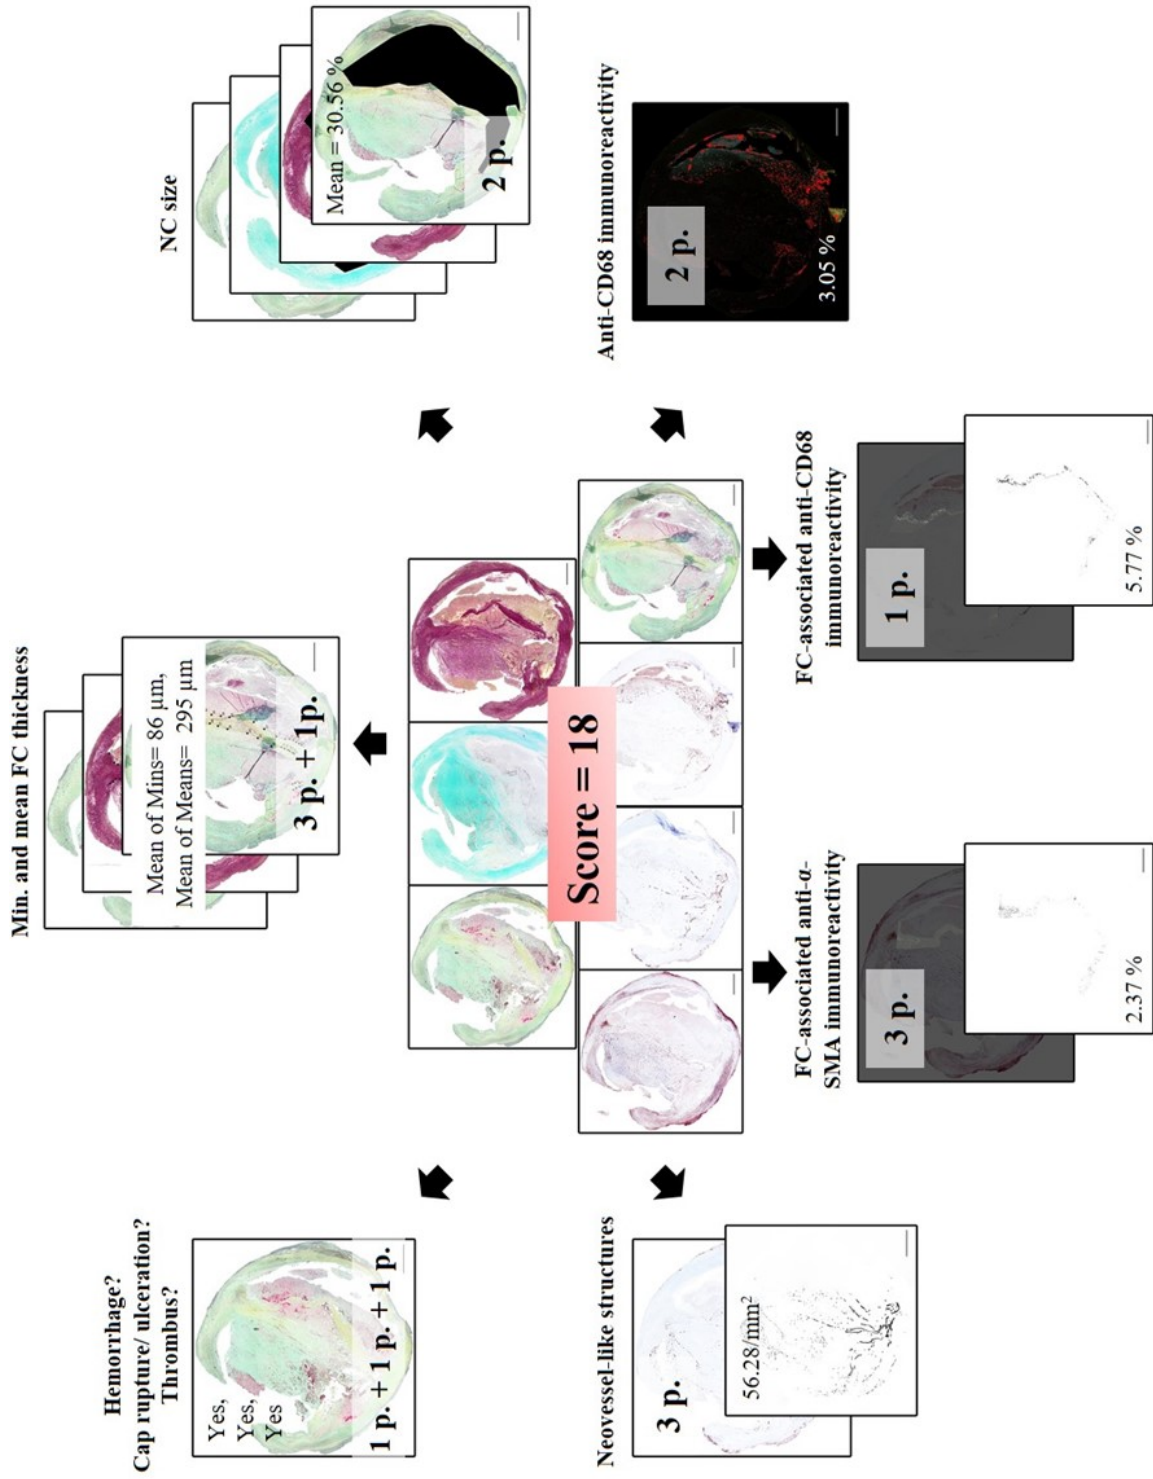 Hemorrhage?
Cap rupture/ ulceration?
Thrombus?
Yes,
Yes,
Yes
1 p. + 1 p. + 1 p.
Min. and mean FC thickness
Mean of Mins= 86 µm,
Mean of Means= 295 µm
3 p. + 1p.
NC size
Mean = 30.56 %
2 p.
Score = 18
Neovessel-like structures
3 p.
56.28/mm²
FC-associated anti-α-
SMA immunoreactivity
3 p.
2.37 %
FC-associated anti-CD68
immunoreactivity
1 p.
5.77 %
Anti-CD68 immunoreactivity
2 p.
3.05 %